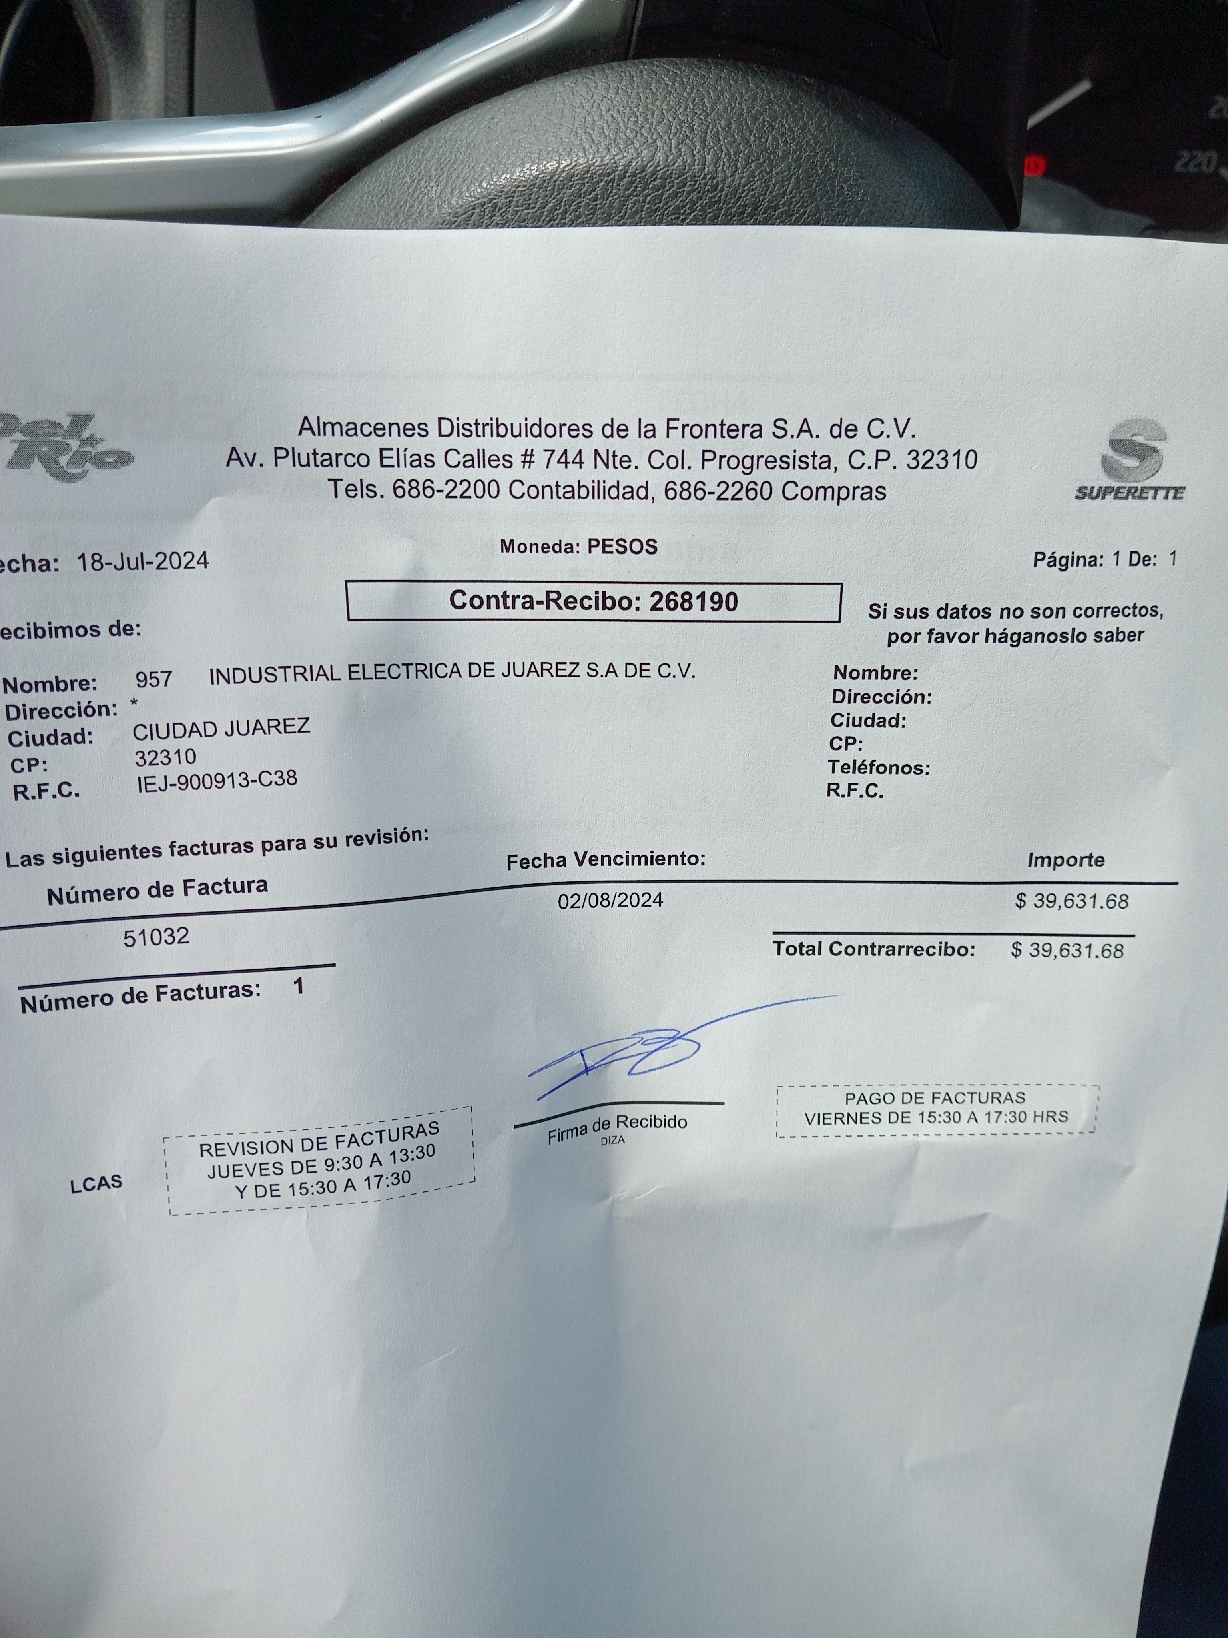 Del Rio
SUPERETTE
Almacenes Distribuidores de la Frontera S.A. de C.V.
Av. Plutarco Elías Calles # 744 Nte. Col. Progresista, C.P. 32310
Tels. 686-2200 Contabilidad, 686-2260 Compras
echa: 18-Jul-2024
Moneda: PESOS
Página: 1 De: 1
Contra-Recibo: 268190
Si sus datos no son correctos,
por favor háganoslo saber
ecibimos de:
Nombre: 957 INDUSTRIAL ELECTRICA DE JUAREZ S.A DE C.V.
Dirección: *
Ciudad: CIUDAD JUAREZ
CP: 32310
R.F.C. IEJ-900913-C38
Nombre:
Dirección:
Ciudad:
CP:
Teléfonos:
R.F.C.
Las siguientes facturas para su revisión:
Número de Factura Fecha Vencimiento: Importe
51032 02/08/2024 $ 39,631.68
Total Contrarrecibo: $ 39,631.68
Número de Facturas: 1
Firma de Recibido
DIZA
PAGO DE FACTURAS
VIERNES DE 15:30 A 17:30 HRS
LCAS
REVISION DE FACTURAS
JUEVES DE 9:30 A 13:30
Y DE 15:30 A 17:30
220